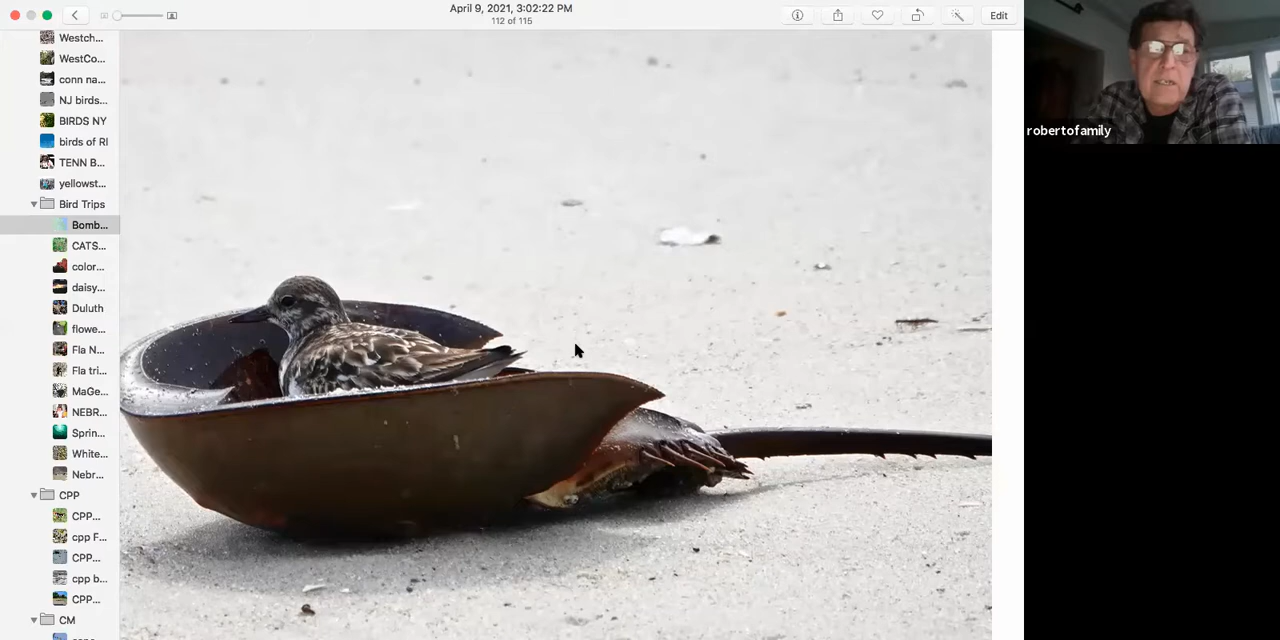 April 9, 2021, 3:02:22 PM
112 of 115
Edit
Westch...
WestCo...
conn na...
NJ birds...
BIRDS NY
birds of RI
TENN B...
yellowst...
Bird Trips
Bomb...
CATS...
color...
daisy...
Duluth
flowe...
Fla N...
Fla tri...
MaGe...
NEBR...
Sprin...
White...
Nebr...
CPP
CPP...
cpp F...
CPP...
cpp b...
CPP...
CM
robertofamily